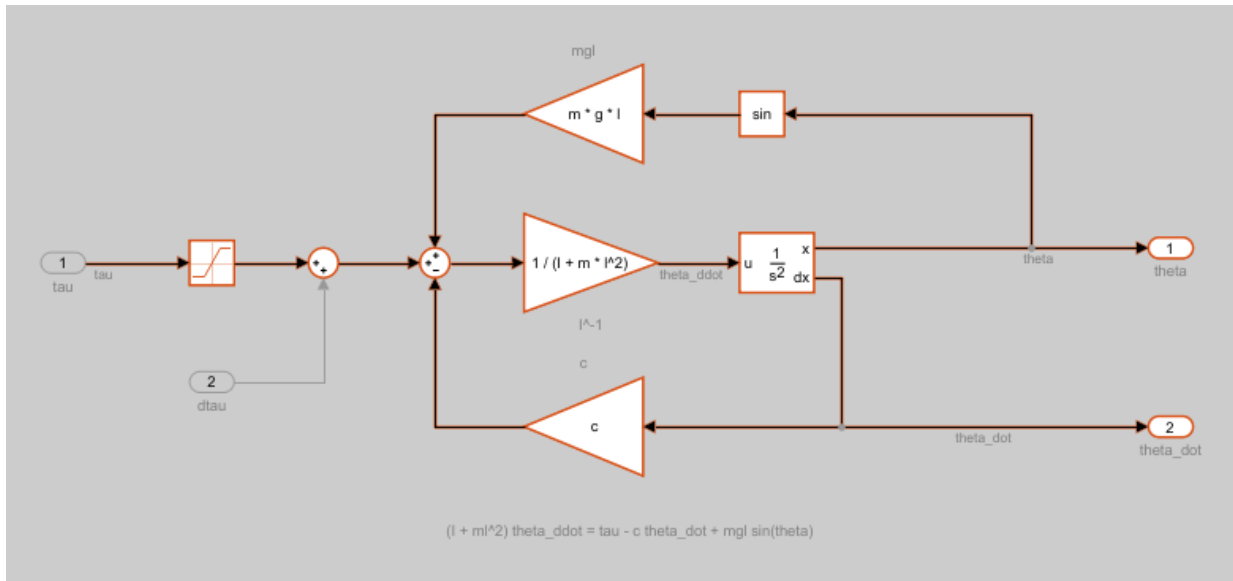 mgl
m * g * l
sin
1
tau
tau
+
+
+
+
−
1 / (I + m * l^2)
theta_ddot
I^-1
u
1
s2
x
dx
theta
1
theta
2
dtau
c
c
theta_dot
2
theta_dot
(I + ml^2) theta_ddot = tau - c theta_dot + mgl sin(theta)